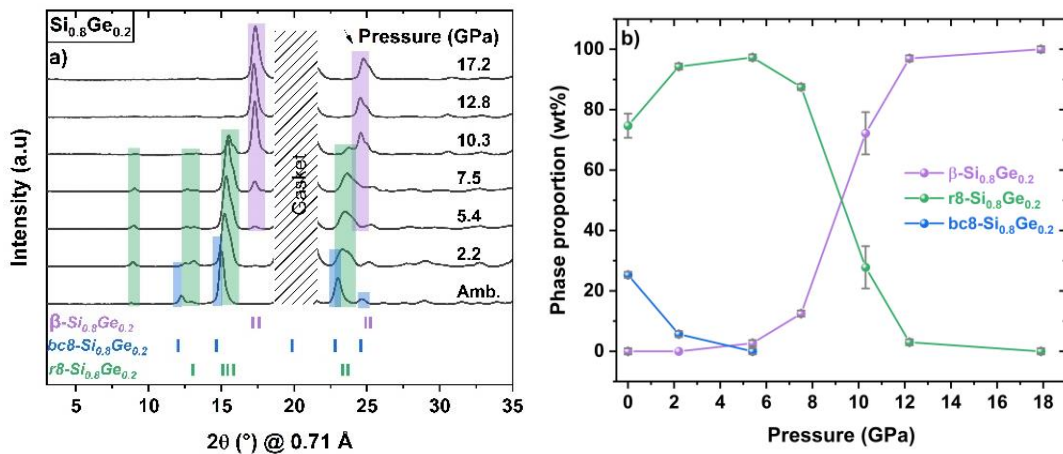 Si0.8Ge0.2
a)
Pressure (GPa)
17.2
12.8
10.3
7.5
5.4
2.2
Amb.
Gasket
Intensity (a.u)
β-Si0.8Ge0.2
bc8-Si0.8Ge0.2
r8-Si0.8Ge0.2
5 10 15 20 25 30 35
2θ (°) @ 0.71 Å
b)
Phase proportion (wt%)
100
80
60
40
20
0
β-Si0.8Ge0.2
r8-Si0.8Ge0.2
bc8-Si0.8Ge0.2
0 2 4 6 8 10 12 14 16 18
Pressure (GPa)